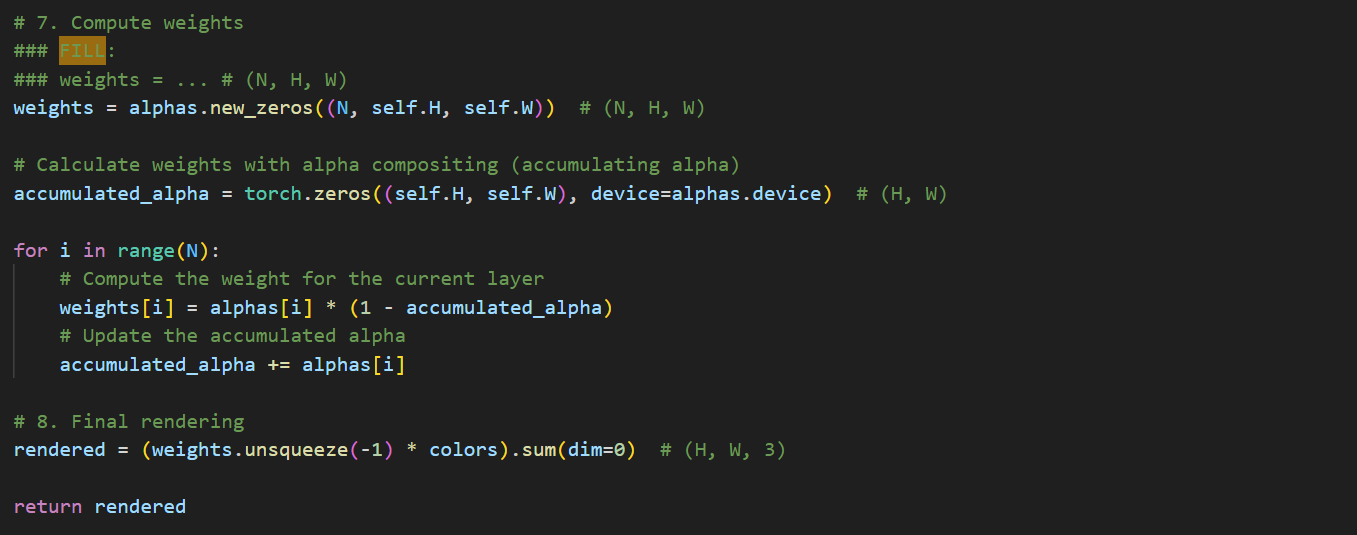 # 7. Compute weights
### FILL:
### weights = ... # (N, H, W)
weights = alphas.new_zeros((N, self.H, self.W))  # (N, H, W)
# Calculate weights with alpha compositing (accumulating alpha)
accumulated_alpha = torch.zeros((self.H, self.W), device=alphas.device)  # (H, W)
for i in range(N):
    # Compute the weight for the current layer
    weights[i] = alphas[i] * (1 - accumulated_alpha)
    # Update the accumulated alpha
    accumulated_alpha += alphas[i]
# 8. Final rendering
rendered = (weights.unsqueeze(-1) * colors).sum(dim=0)  # (H, W, 3)
return rendered